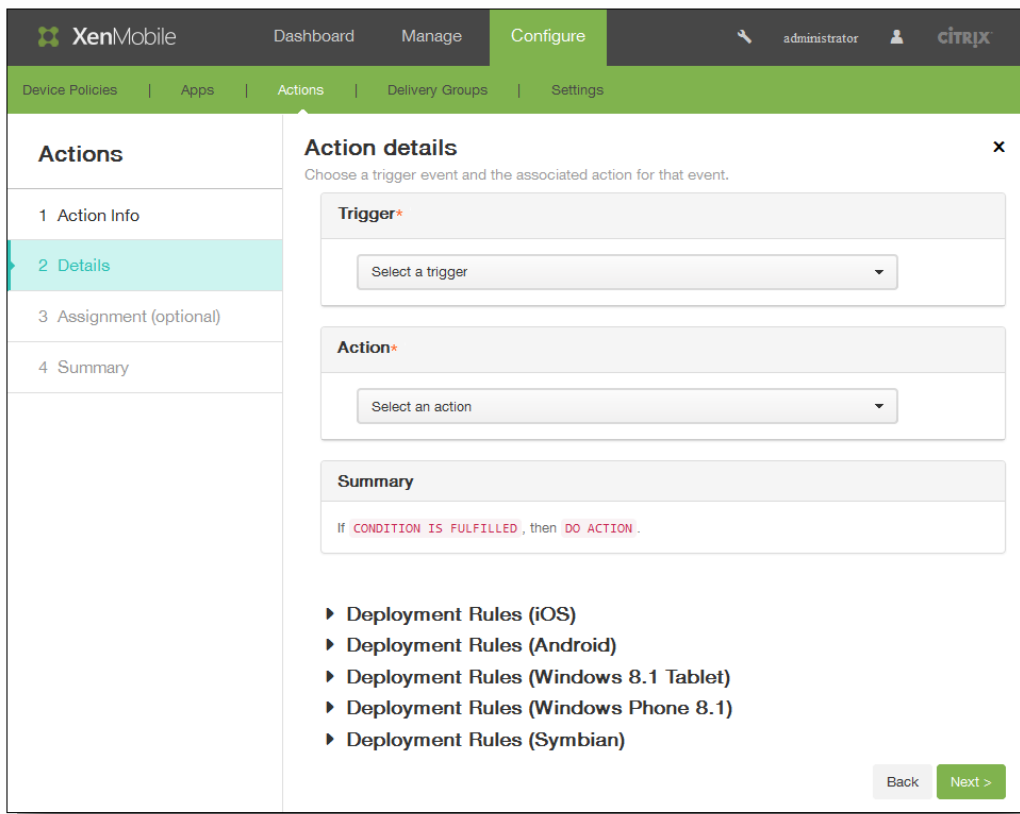 XenMobile Dashboard Manage Configure administrator CITRIX
Device Policies | Apps | Actions | Delivery Groups | Settings
Actions
1 Action Info
2 Details
3 Assignment (optional)
4 Summary
Action details x
Choose a trigger event and the associated action for that event.
Trigger*
Select a trigger
Action*
Select an action
Summary
If CONDITION IS FULFILLED, then DO ACTION.
Deployment Rules (iOS)
Deployment Rules (Android)
Deployment Rules (Windows 8.1 Tablet)
Deployment Rules (Windows Phone 8.1)
Deployment Rules (Symbian)
Back Next >